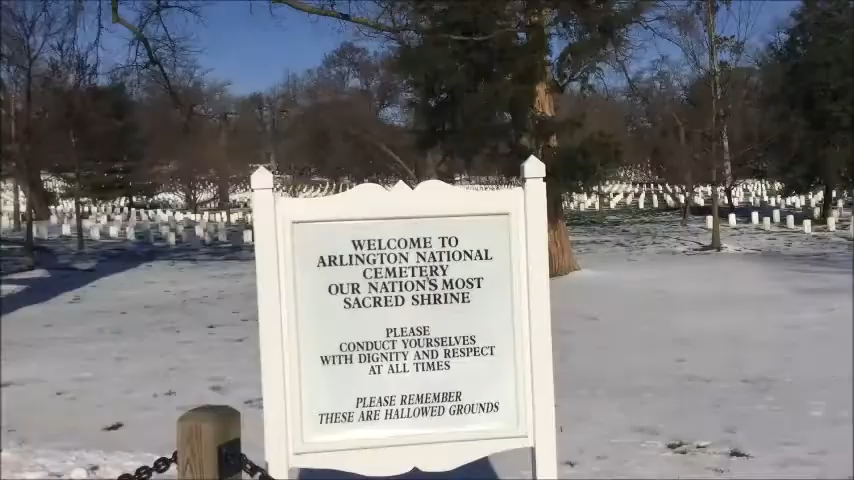 WELCOME TO
ARLINGTON NATIONAL
CEMETERY
OUR NATION'S MOST
SACRED SHRINE
PLEASE
CONDUCT YOURSELVES
WITH DIGNITY AND RESPECT
AT ALL TIMES
PLEASE REMEMBER
THESE ARE HALLOWED GROUNDS